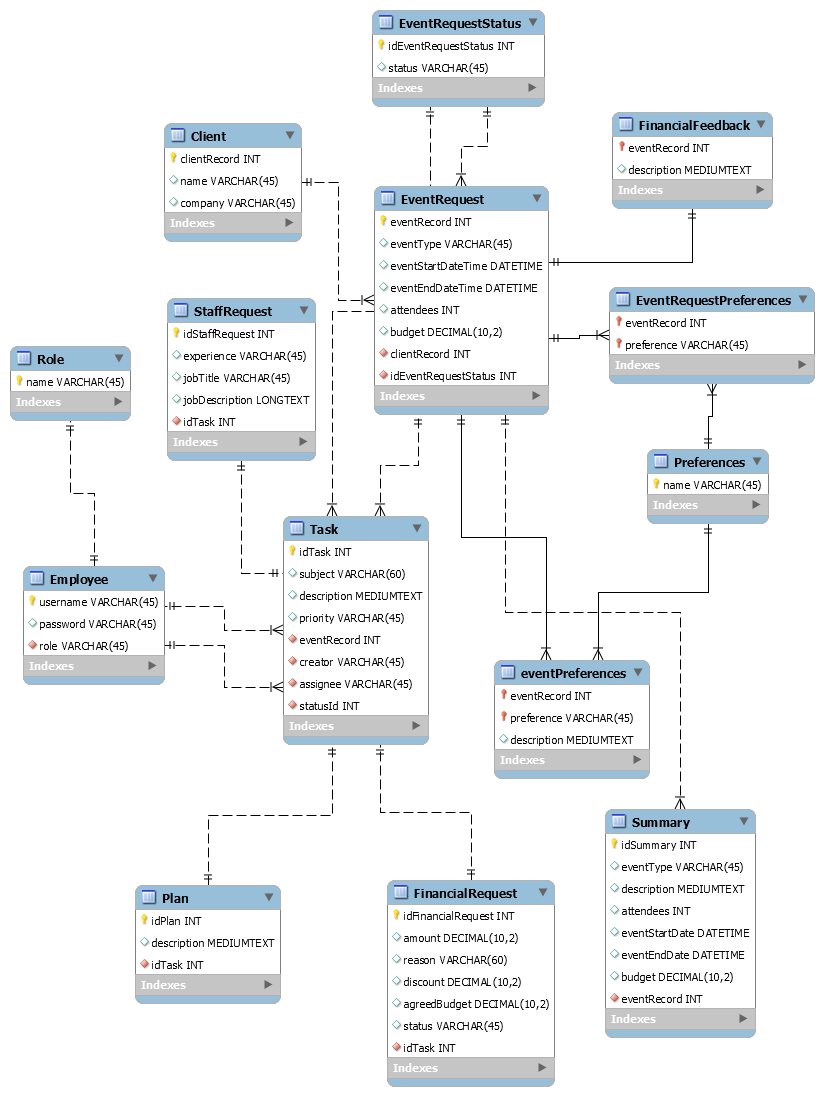 EventRequestStatus
idEventRequestStatus INT
status VARCHAR(45)
Indexes
Client
clientRecord INT
name VARCHAR(45)
company VARCHAR(45)
Indexes
FinancialFeedback
eventRecord INT
description MEDIUMTEXT
Indexes
EventRequest
eventRecord INT
eventType VARCHAR(45)
eventStartDateTime DATETIME
eventEndDateTime DATETIME
attendees INT
budget DECIMAL(10,2)
clientRecord INT
idEventRequestStatus INT
Indexes
StaffRequest
idStaffRequest INT
experience VARCHAR(45)
jobTitle VARCHAR(45)
jobDescription LONGTEXT
idTask INT
Indexes
EventRequestPreferences
eventRecord INT
preference VARCHAR(45)
Indexes
Role
name VARCHAR(45)
Indexes
Preferences
name VARCHAR(45)
Indexes
Task
idTask INT
subject VARCHAR(60)
description MEDIUMTEXT
priority VARCHAR(45)
eventRecord INT
creator VARCHAR(45)
assignee VARCHAR(45)
statusId INT
Indexes
Employee
username VARCHAR(45)
password VARCHAR(45)
role VARCHAR(45)
Indexes
eventPreferences
eventRecord INT
preference VARCHAR(45)
description MEDIUMTEXT
Indexes
Summary
idSummary INT
eventType VARCHAR(45)
description MEDIUMTEXT
attendees INT
eventStartDate DATETIME
eventEndDate DATETIME
budget DECIMAL(10,2)
eventRecord INT
Indexes
Plan
idPlan INT
description MEDIUMTEXT
idTask INT
Indexes
FinancialRequest
idFinancialRequest INT
amount DECIMAL(10,2)
reason VARCHAR(60)
discount DECIMAL(10,2)
agreedBudget DECIMAL(10,2)
status VARCHAR(45)
idTask INT
Indexes